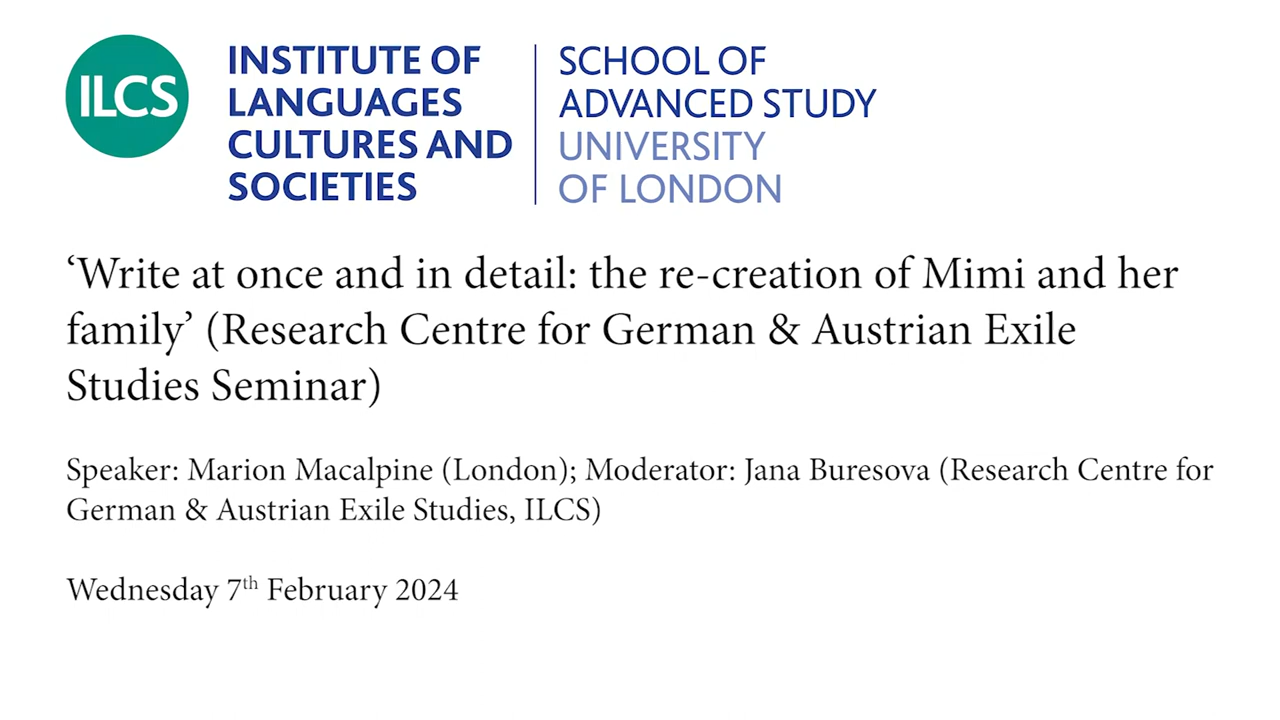 ILCS
INSTITUTE OF
LANGUAGES
CULTURES AND
SOCIETIES
SCHOOL OF
ADVANCED STUDY
UNIVERSITY
OF LONDON
‘Write at once and in detail: the re-creation of Mimi and her
family’ (Research Centre for German & Austrian Exile
Studies Seminar)
Speaker: Marion Macalpine (London); Moderator: Jana Buresova (Research Centre for
German & Austrian Exile Studies, ILCS)
Wednesday 7th February 2024